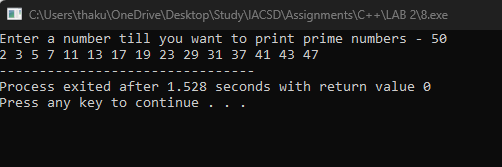 C:\Users\thaku\OneDrive\Desktop\Study\IACSD\Assignments\C++\LAB 2\8.exe
Enter a number till you want to print prime numbers - 50
2 3 5 7 11 13 17 19 23 29 31 37 41 43 47
--------------------------------
Process exited after 1.528 seconds with return value 0
Press any key to continue . . .